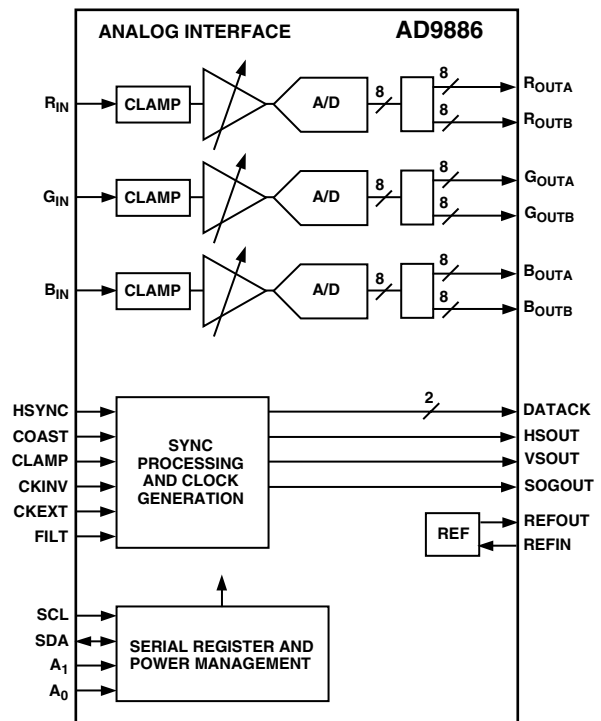 ANALOG INTERFACE AD9886
R_IN CLAMP A/D 8 8 R_OUTA
8 R_OUTB
G_IN CLAMP A/D 8 8 G_OUTA
8 G_OUTB
B_IN CLAMP A/D 8 8 B_OUTA
8 B_OUTB
HSYNC
COAST
CLAMP
CKINV
CKEXT
FILT
SYNC
PROCESSING
AND CLOCK
GENERATION
2 DATACK
HSOUT
VSOUT
SOGOUT
REF
REFOUT
REFIN
SCL
SDA
A1
A0
SERIAL REGISTER AND
POWER MANAGEMENT